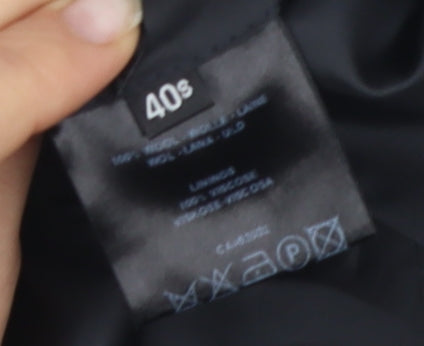 40s
100% WOOL - WOLLE - LAINE
WOL - LANA - ULD
LININGS
100% VISCOSE
VISKOSE - VISCOSA
P